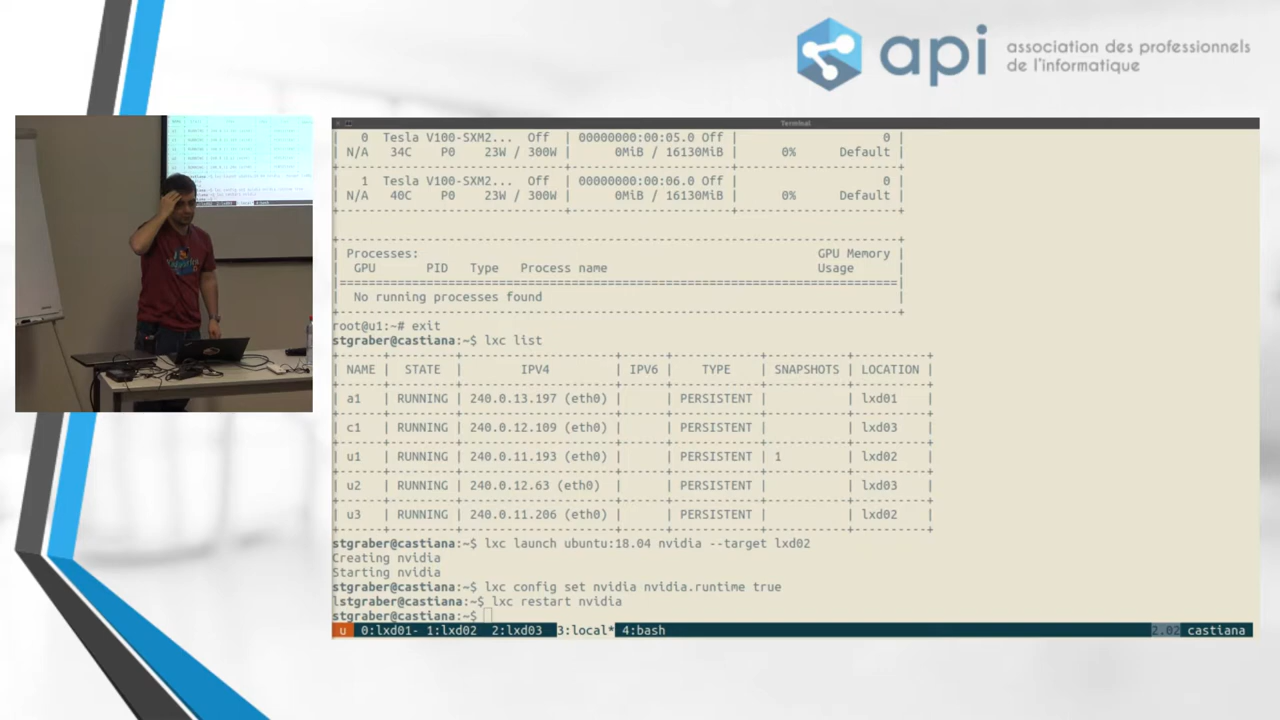 api
association des professionnels
de l'informatique
Terminal
| 0 Tesla V100-SXM2... Off | 00000000:00:05.0 Off | 0 |
| N/A 34C P0 23W / 300W | 0MiB / 16130MiB | 0% Default |
| 1 Tesla V100-SXM2... Off | 00000000:00:06.0 Off | 0 |
| N/A 40C P0 23W / 300W | 0MiB / 16130MiB | 0% Default |
| Processes: GPU Memory |
| GPU PID Type Process name Usage |
| No running processes found |
root@u1:~# exit
stgraber@castiana:~$ lxc list
| NAME | STATE | IPV4 | IPV6 | TYPE | SNAPSHOTS | LOCATION |
| a1 | RUNNING | 240.0.13.197 (eth0) | | PERSISTENT | | lxd01 |
| c1 | RUNNING | 240.0.12.109 (eth0) | | PERSISTENT | | lxd03 |
| u1 | RUNNING | 240.0.11.193 (eth0) | | PERSISTENT | 1 | lxd02 |
| u2 | RUNNING | 240.0.12.63 (eth0) | | PERSISTENT | | lxd03 |
| u3 | RUNNING | 240.0.11.206 (eth0) | | PERSISTENT | | lxd02 |
stgraber@castiana:~$ lxc launch ubuntu:18.04 nvidia --target lxd02
Creating nvidia
Starting nvidia
stgraber@castiana:~$ lxc config set nvidia nvidia.runtime true
lstgraber@castiana:~$ lxc restart nvidia
stgraber@castiana:~$
u 0:lxd01- 1:lxd02 2:lxd03 3:local* 4:bash 2.02 castiana